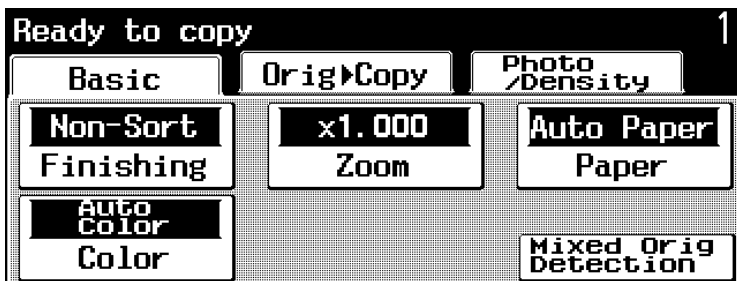 Ready to copy 1
Basic
Orig▶Copy
Photo
/Density
Non-Sort
Finishing
x1.000
Zoom
Auto Paper
Paper
Auto
Color
Color
Mixed Orig
Detection